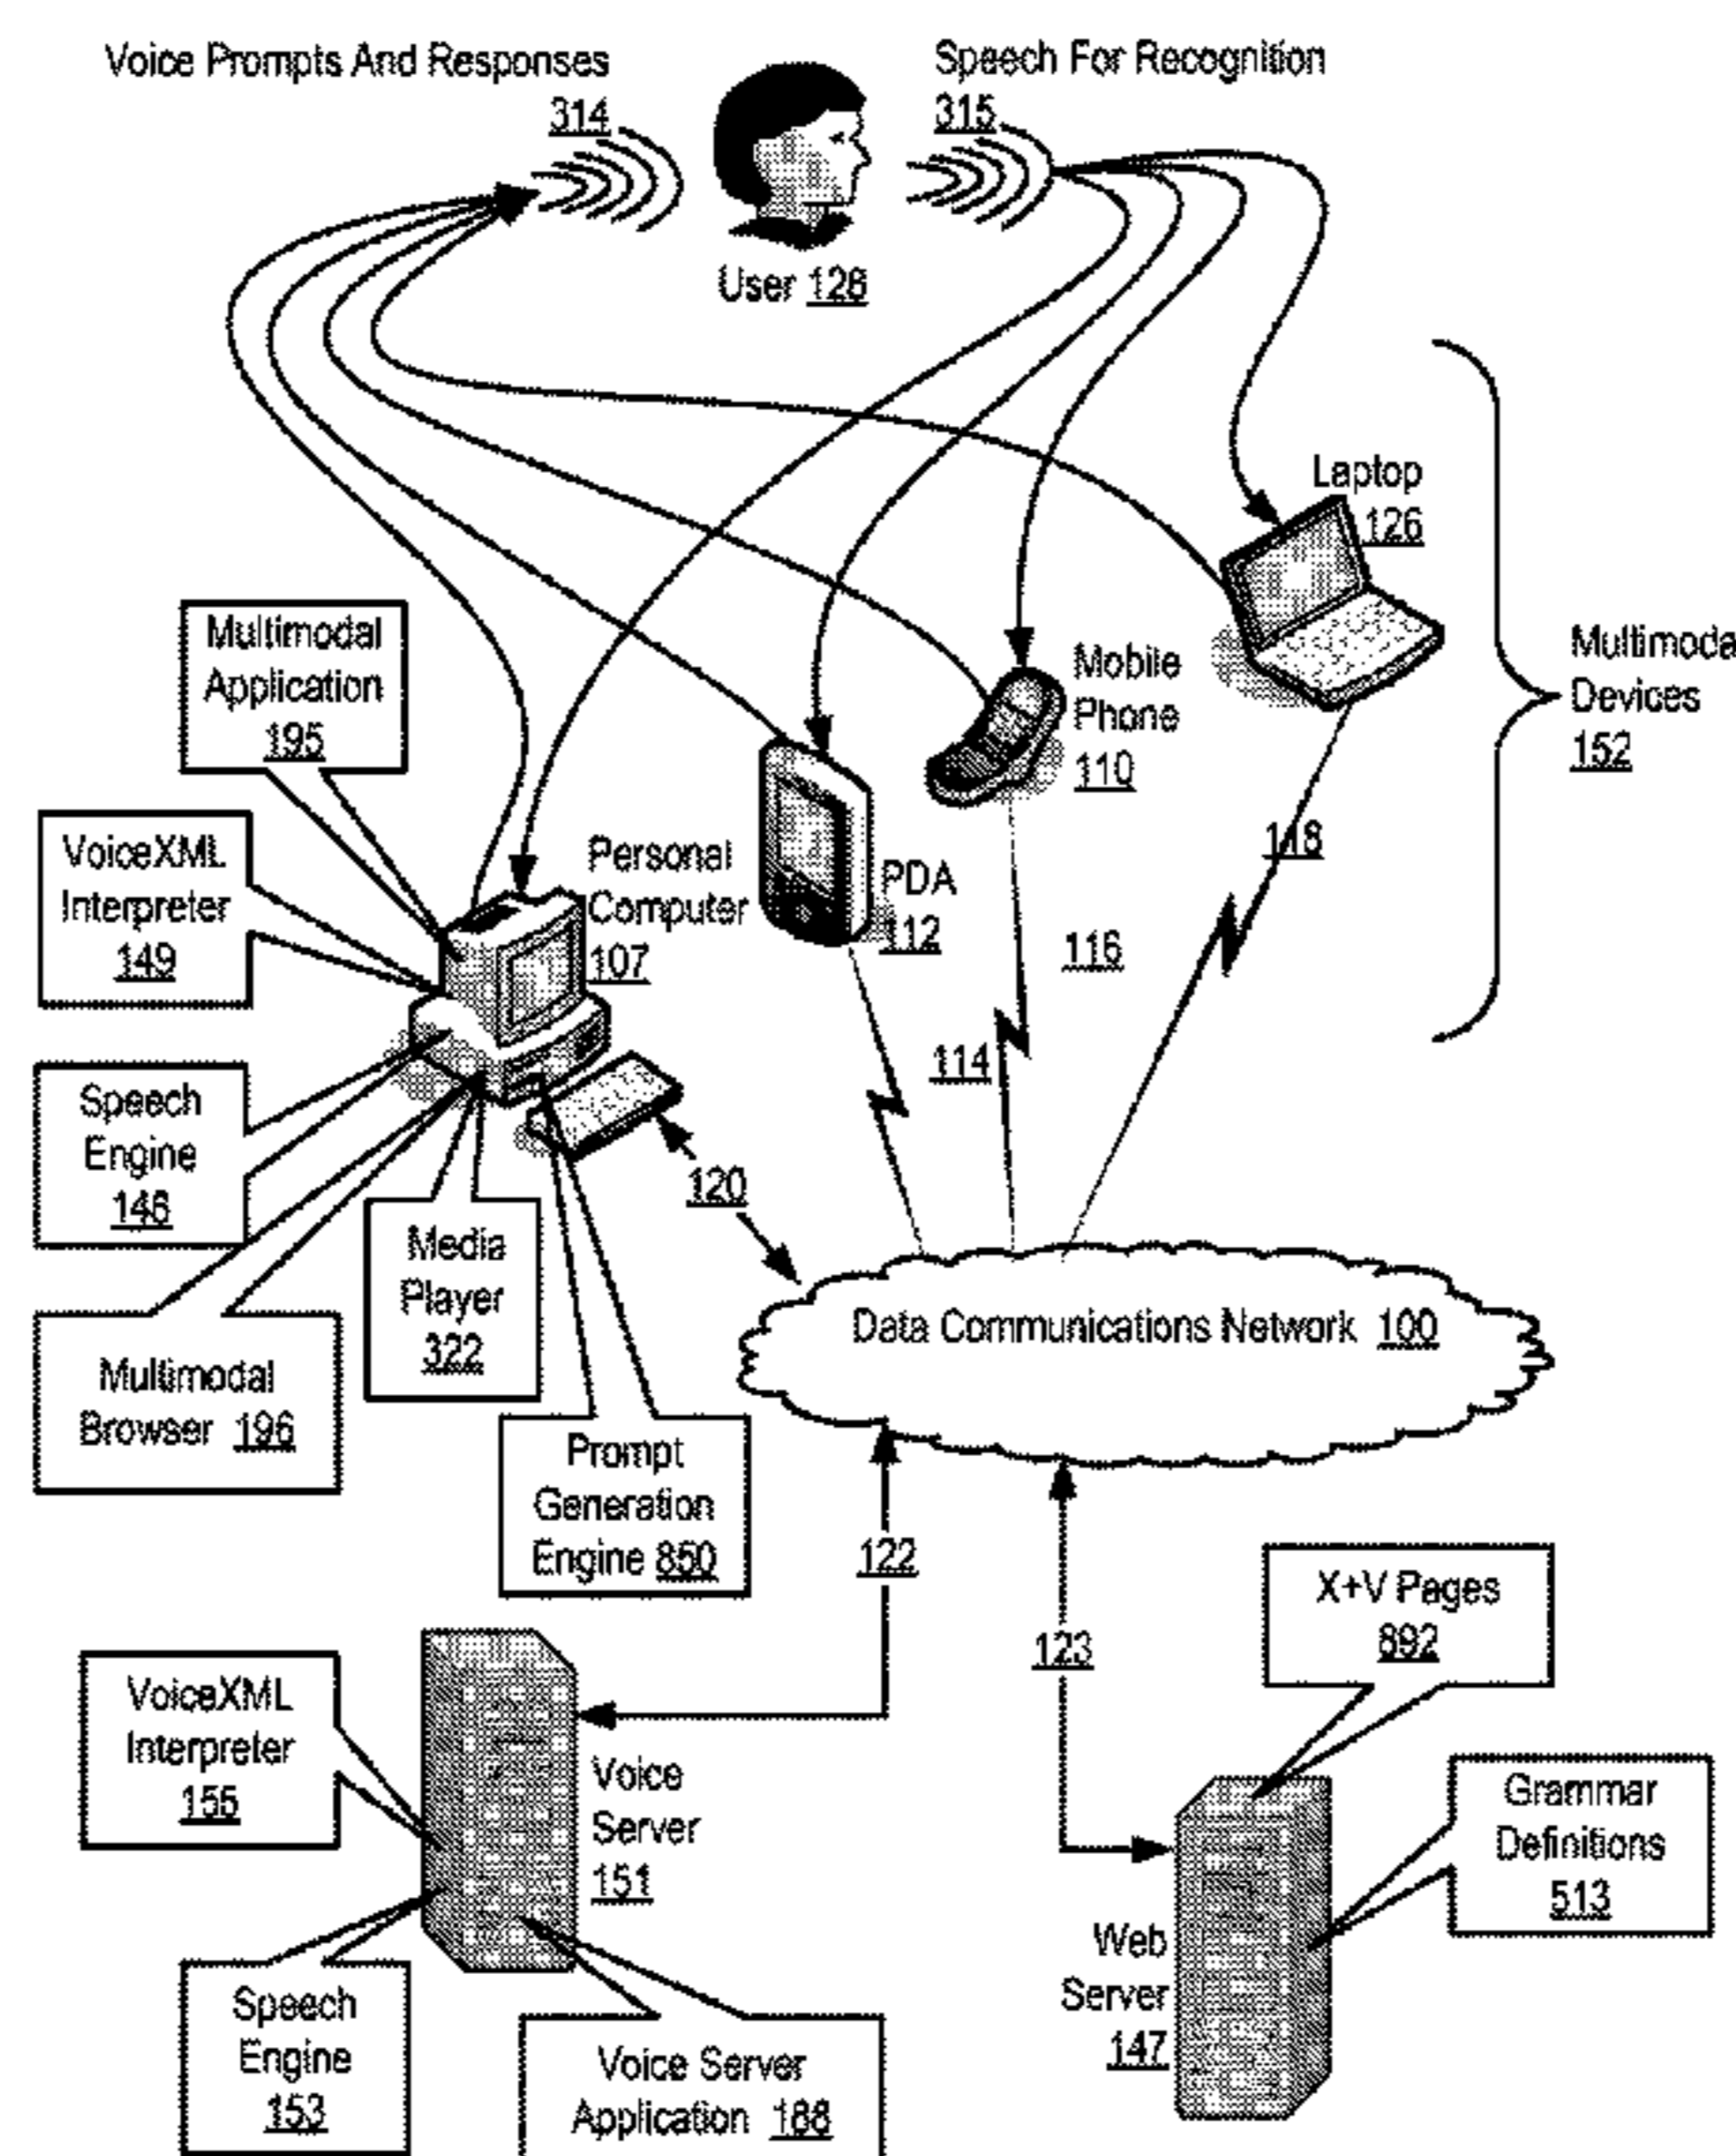 Voice Prompts And Responses
314
Speech For Recognition
315
User 128
Laptop
126
Multimodal
Application
195
Mobile
Phone
110
Multimoda
Devices
152
VoiceXML
Interpreter
149
Personal
Computer
107
PDA
112
118
116
114
Speech
Engine
148
120
Media
Player
322
Multimodal
Browser 196
Data Communications Network 100
Prompt
Generation
Engine 850
122
123
X+V Pages
892
VoiceXML
Interpreter
155
Voice
Server
151
Grammar
Definitions
513
Web
Server
147
Speech
Engine
153
Voice Server
Application 188